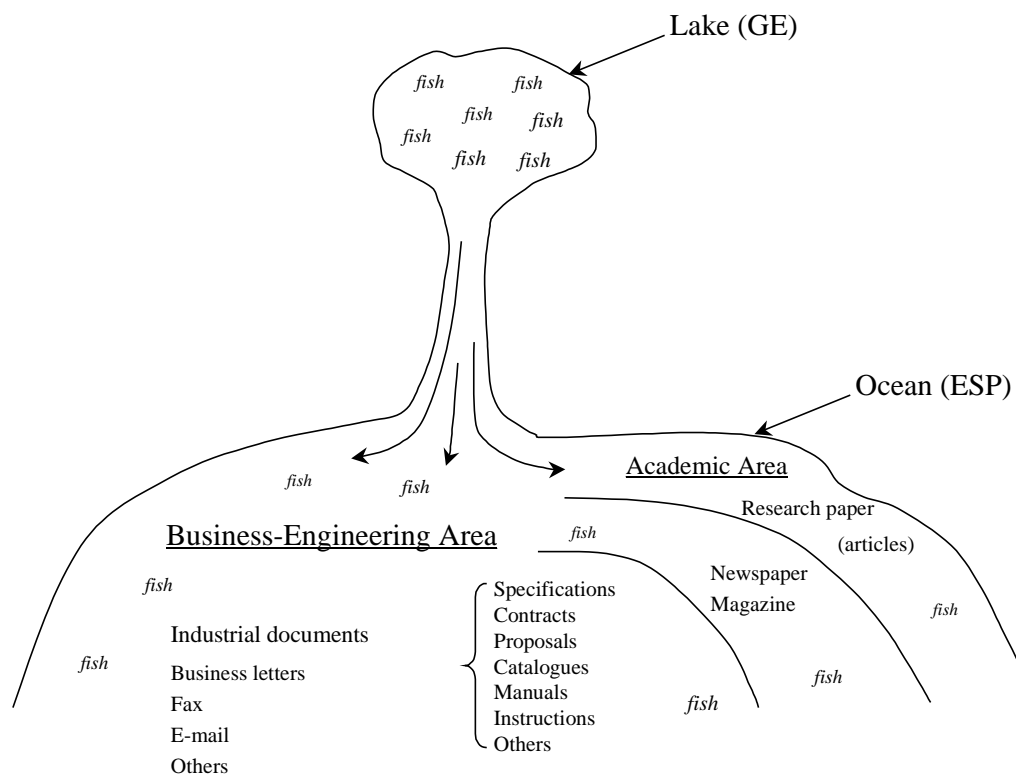 Lake (GE)
fish
fish
fish
fish
fish
fish
fish
Ocean (ESP)
Academic Area
fish
fish
Research paper
(articles)
Business-Engineering Area
fish
Newspaper
Magazine
fish
fish
Specifications
Contracts
Proposals
Catalogues
Manuals
Instructions
Others
Industrial documents
Business letters
Fax
E-mail
Others
fish
fish
fish